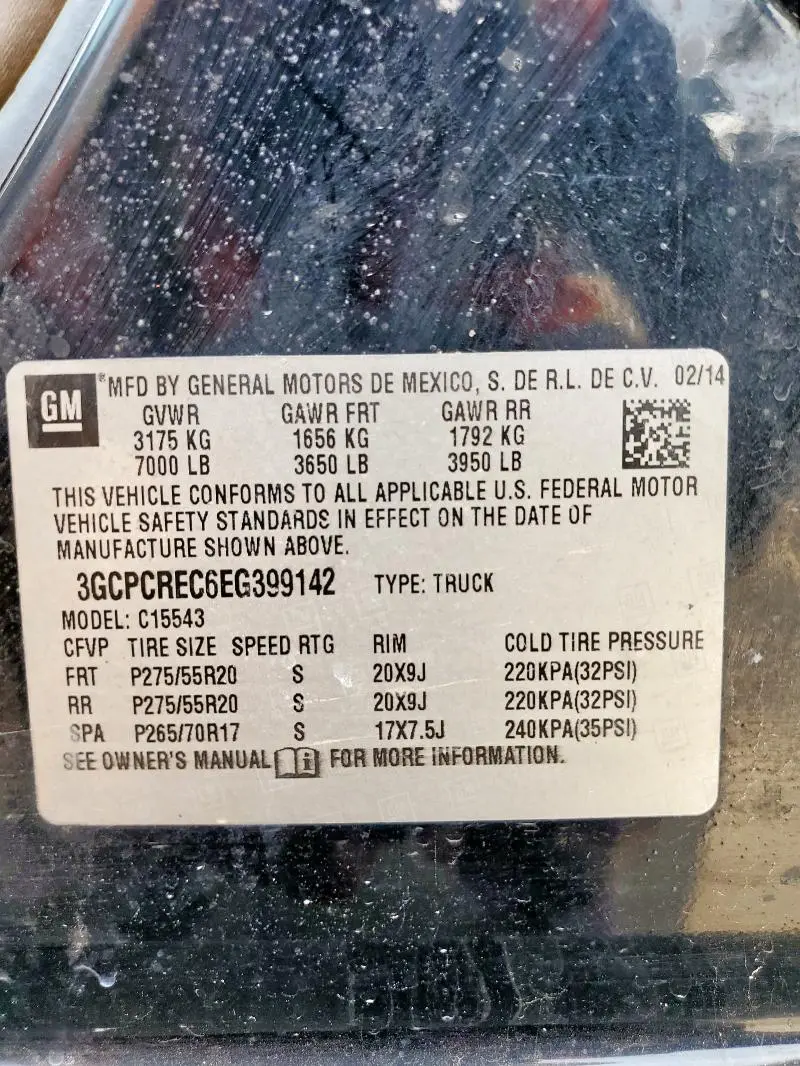 GM ®MFD BY GENERAL MOTORS DE MEXICO, S. DE R.L. DE C.V. 02/14
GVWR GAWR FRT GAWR RR
3175 KG 1656 KG 1792 KG
7000 LB 3650 LB 3950 LB
THIS VEHICLE CONFORMS TO ALL APPLICABLE U.S. FEDERAL MOTOR
VEHICLE SAFETY STANDARDS IN EFFECT ON THE DATE OF
MANUFACTURE SHOWN ABOVE.
3GCPCREC6EG399142 TYPE: TRUCK
MODEL: C15543
CFVP TIRE SIZE SPEED RTG RIM COLD TIRE PRESSURE
FRT P275/55R20 S 20X9J 220KPA(32PSI)
RR P275/55R20 S 20X9J 220KPA(32PSI)
SPA P265/70R17 S 17X7.5J 240KPA(35PSI)
SEE OWNER'S MANUAL i FOR MORE INFORMATION.